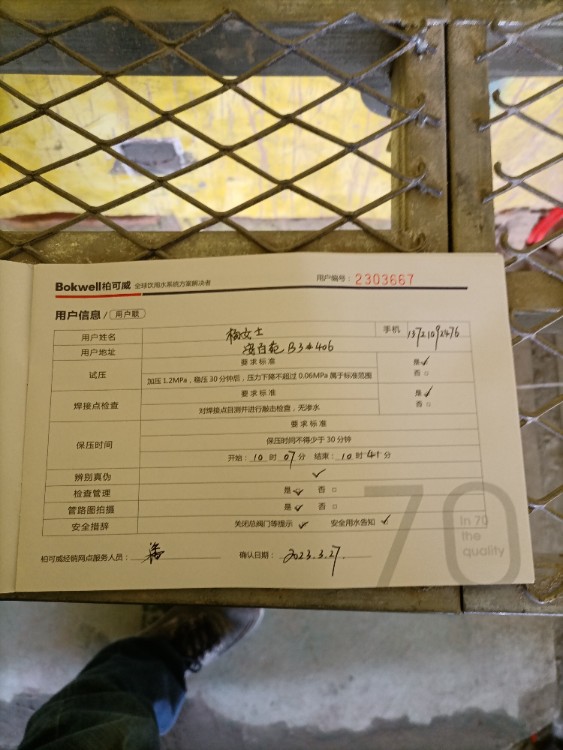 Bokwell柏可威 全球饮用水系统方案解决者 用户编号: 2303667
用户信息/用户联
用户姓名 梅女士 手机
用户地址 B3#406
试压 要求标准 是✓
加压1.2MPa，稳压30分钟后，压力下降不超过0.06MPa属于标准范围 否□
焊接点检查 要求标准 是✓
对焊接点目测并进行敲击检查，无渗水 否□
保压时间 要求标准
保压时间不得少于30分钟
开始: 10 时 07 分 结束: 10 时 41 分
辨别真伪 ✓
检查管理 是✓ 否□
管路图拍摄 是✓ 否□
安全措辞 关闭总阀门等提示 ✓ 安全用水告知 ✓
柏可威经销网点服务人员: 确认日期: 2023.3.27.
70
In 70
the
quality